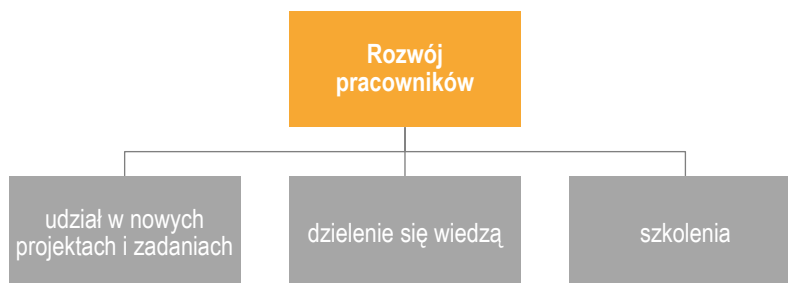 Rozwój
pracowników
udział w nowych
projektach i zadaniach
dzielenie się wiedzą
szkolenia